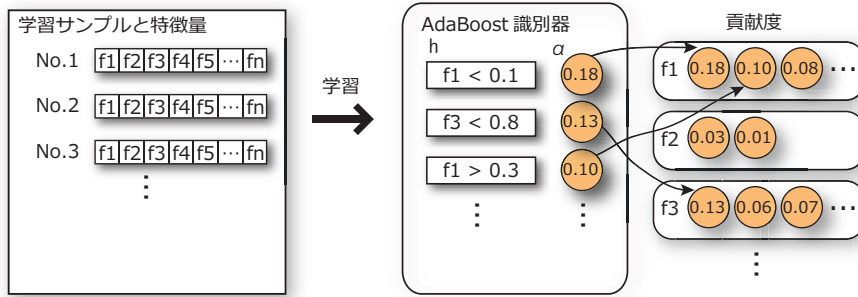 学習サンプルと特徴量
No.1 f1 f2 f3 f4 f5 … fn
No.2 f1 f2 f3 f4 f5 … fn
No.3 f1 f2 f3 f4 f5 … fn
⋮
学習
AdaBoost 識別器
h α
f1 < 0.1 0.18
f3 < 0.8 0.13
f1 > 0.3 0.10
⋮ ⋮
貢献度
f1 0.18 0.10 0.08 …
f2 0.03 0.01
f3 0.13 0.06 0.07 …
⋮